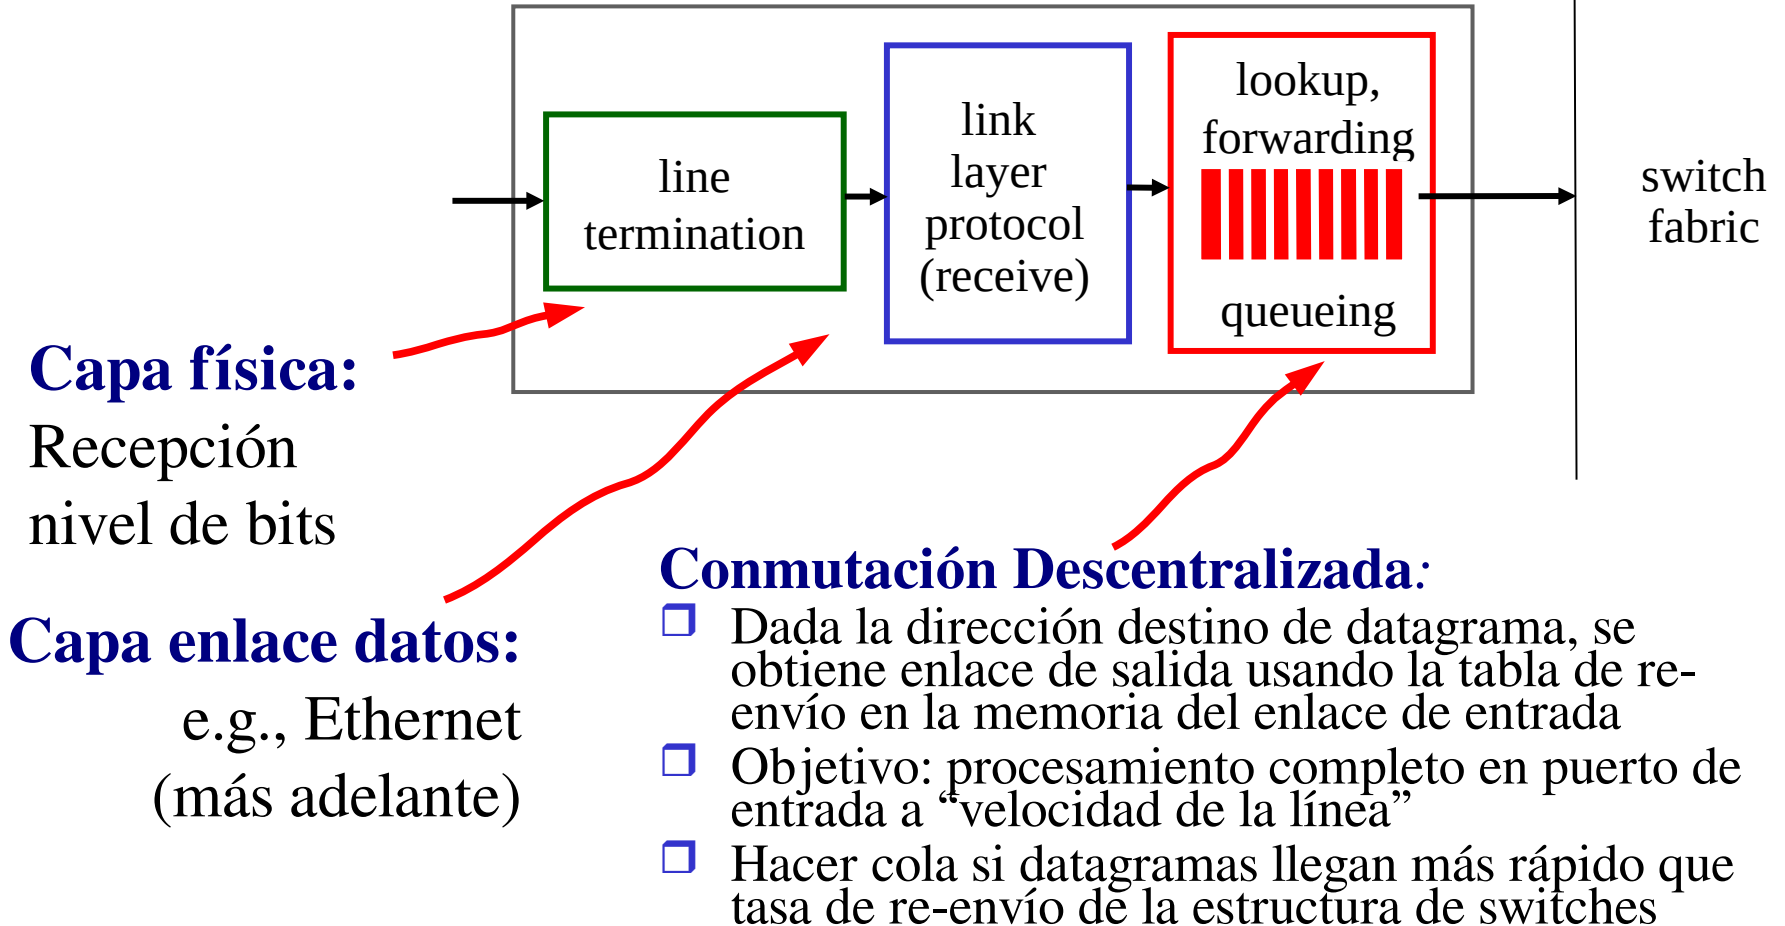 line
termination
link
layer
protocol
(receive)
lookup,
forwarding
queueing
switch
fabric
Capa física:
Recepción
nivel de bits
Capa enlace datos:
e.g., Ethernet
(más adelante)
Conmutación Descentralizada:
Dada la dirección destino de datagrama, se
obtiene enlace de salida usando la tabla de re-
envío en la memoria del enlace de entrada
Objetivo: procesamiento completo en puerto de
entrada a “velocidad de la línea”
Hacer cola si datagramas llegan más rápido que
tasa de re-envío de la estructura de switches